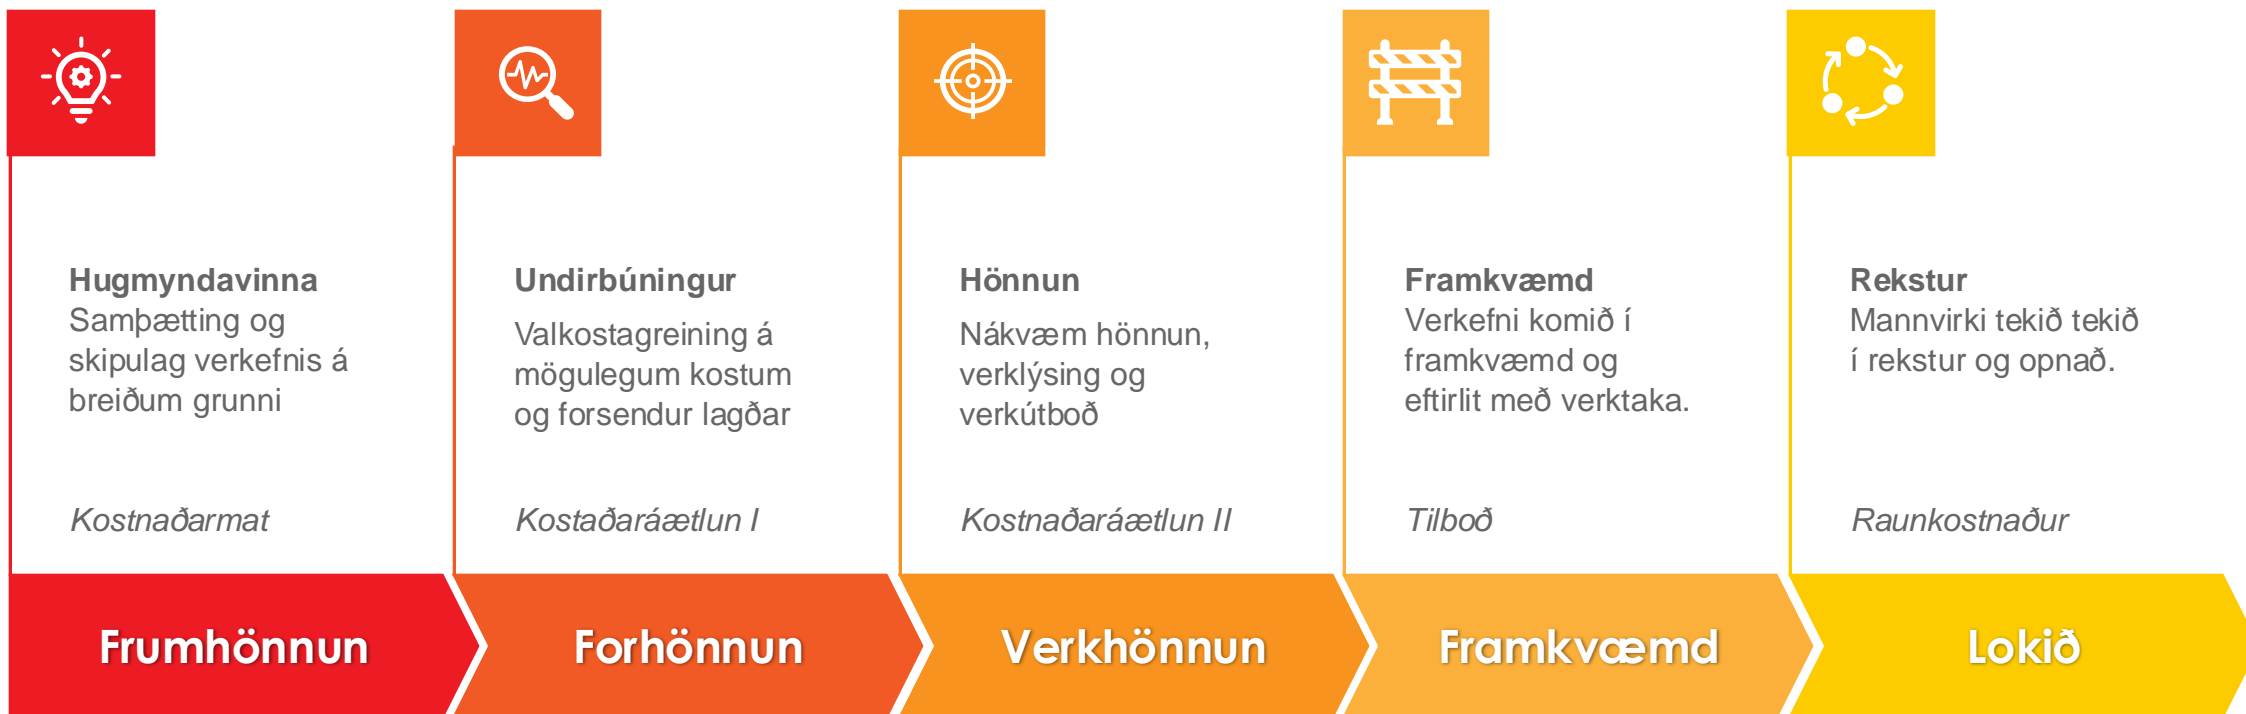 Hugmyndavinna
Samþætting og
skipulag verkefnis á
breiðum grunni
Kostnaðarmat
Frumhönnun
Undirbúningur
Valkostagreining á
mögulegum kostum
og forsendur lagðar
Kostaðaráætlun I
Forhönnun
Hönnun
Nákvæm hönnun,
verklýsing og
verkútboð
Kostnaðaráætlun II
Verkhönnun
Framkvæmd
Verkefni komið í
framkvæmd og
eftirlit með verktaka.
Tilboð
Framkvæmd
Rekstur
Mannvirki tekið tekið
í rekstur og opnað.
Raunkostnaður
Lokið